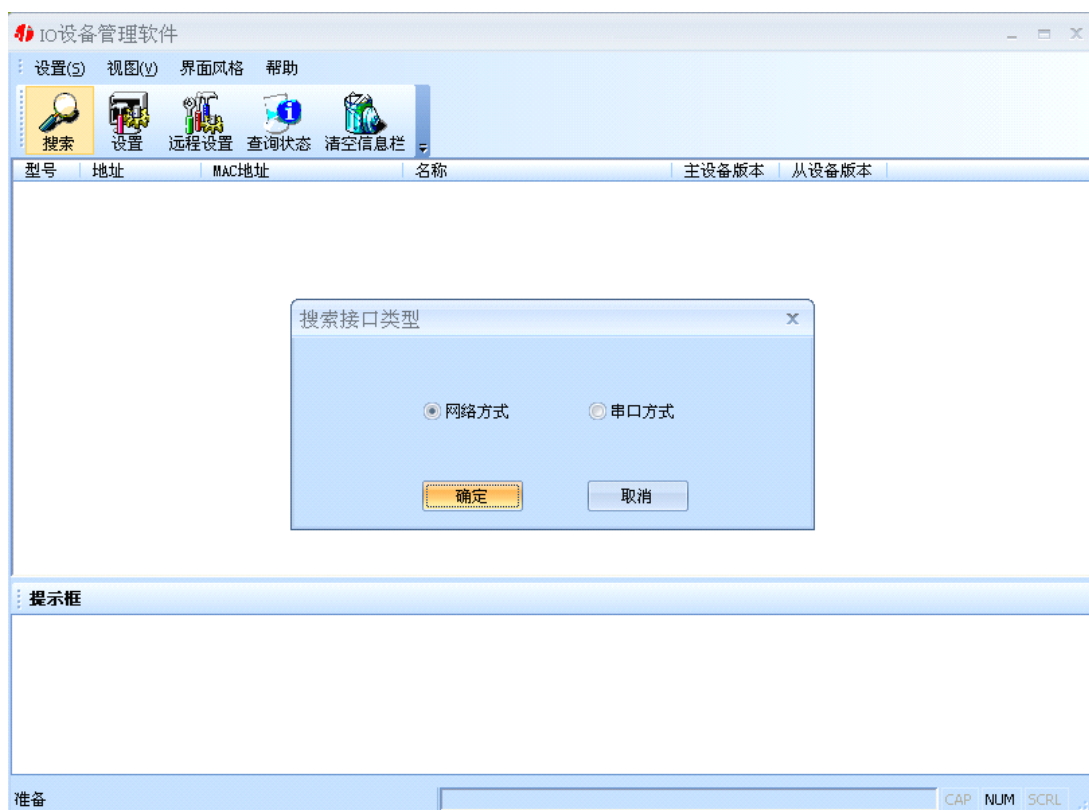 IO设备管理软件
设置(S) 视图(V) 界面风格 帮助
搜索 设置 远程设置 查询状态 清空信息栏
型号 地址 MAC地址 名称 主设备版本 从设备版本
搜索接口类型
网络方式 串口方式
确定 取消
提示框
准备 CAP NUM SCRL